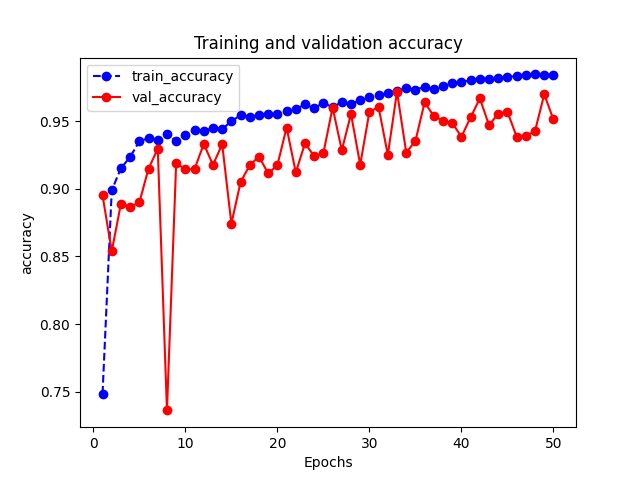 Training and validation accuracy
train_accuracy
val_accuracy
accuracy
0.95
0.90
0.85
0.80
0.75
0 10 20 30 40 50
Epochs